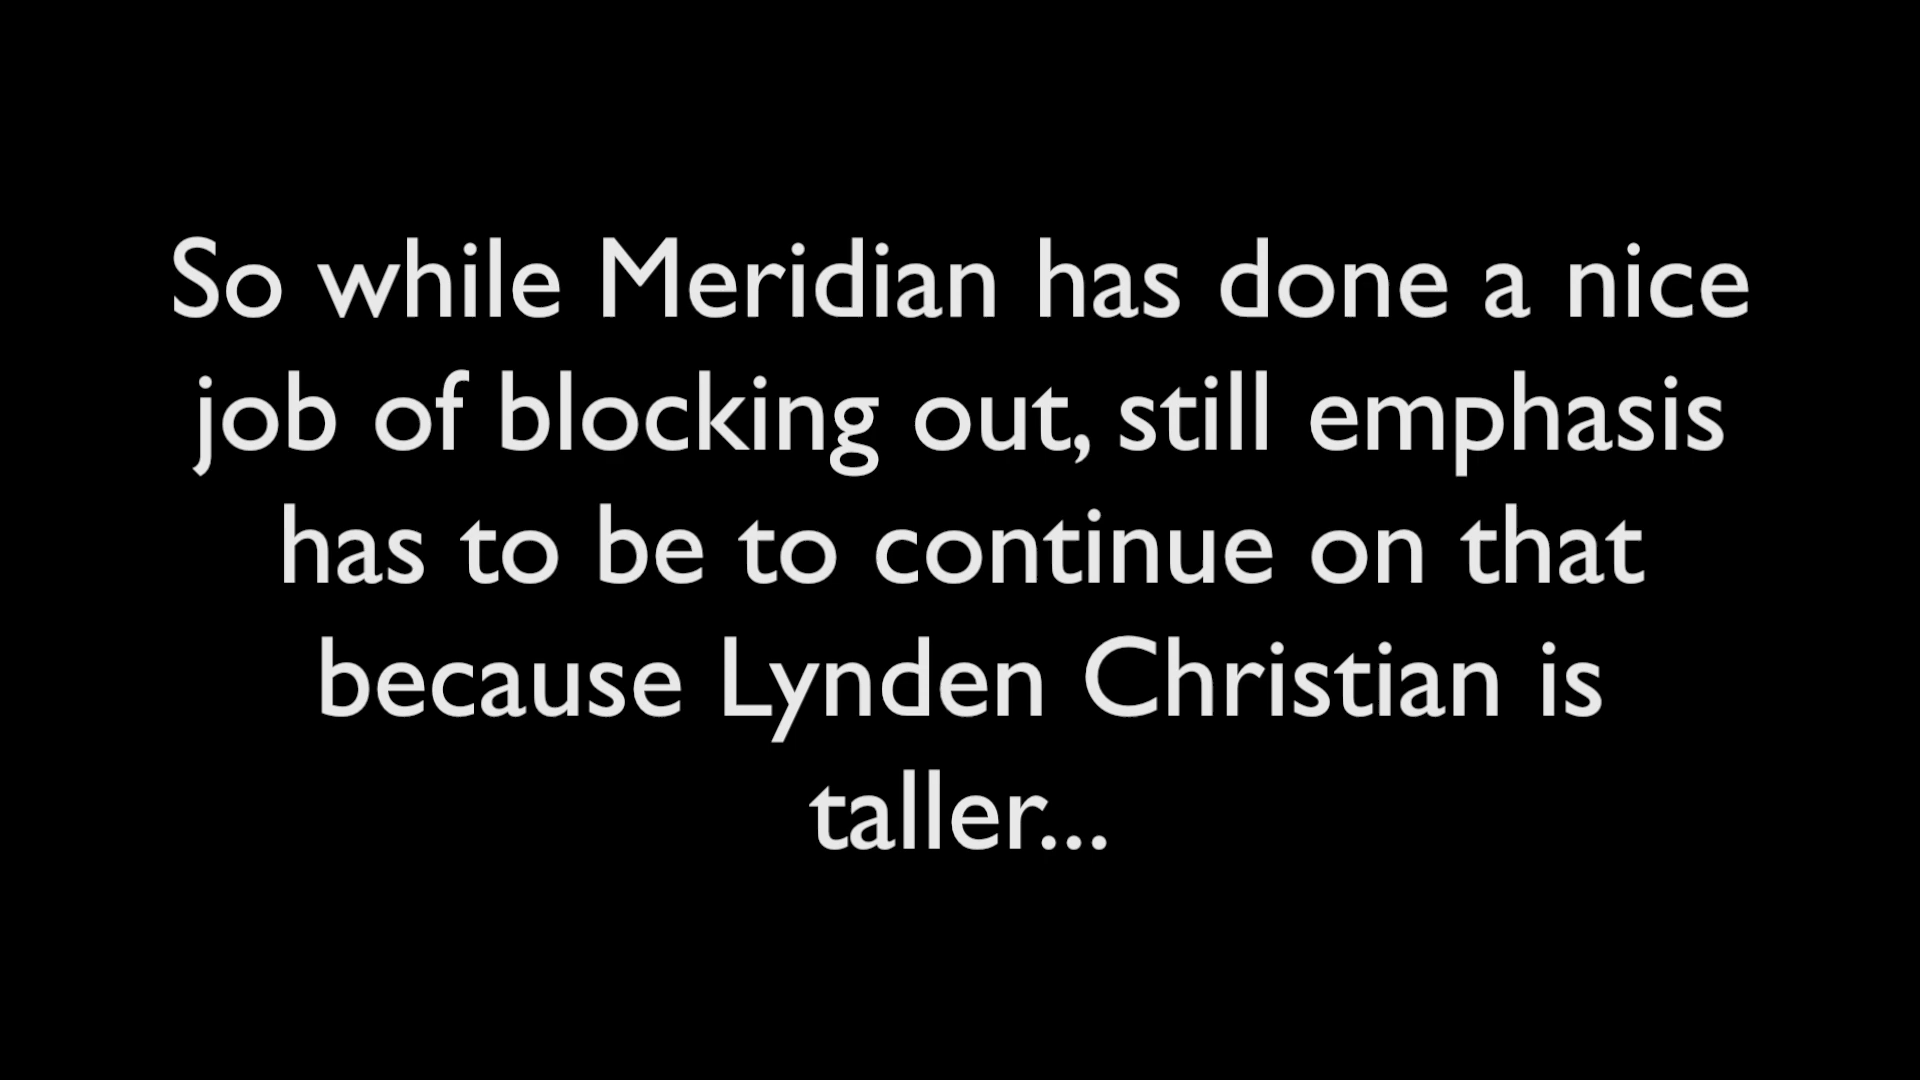 So while Meridian has done a nice
job of blocking out, still emphasis
has to be to continue on that
because Lynden Christian is
taller...